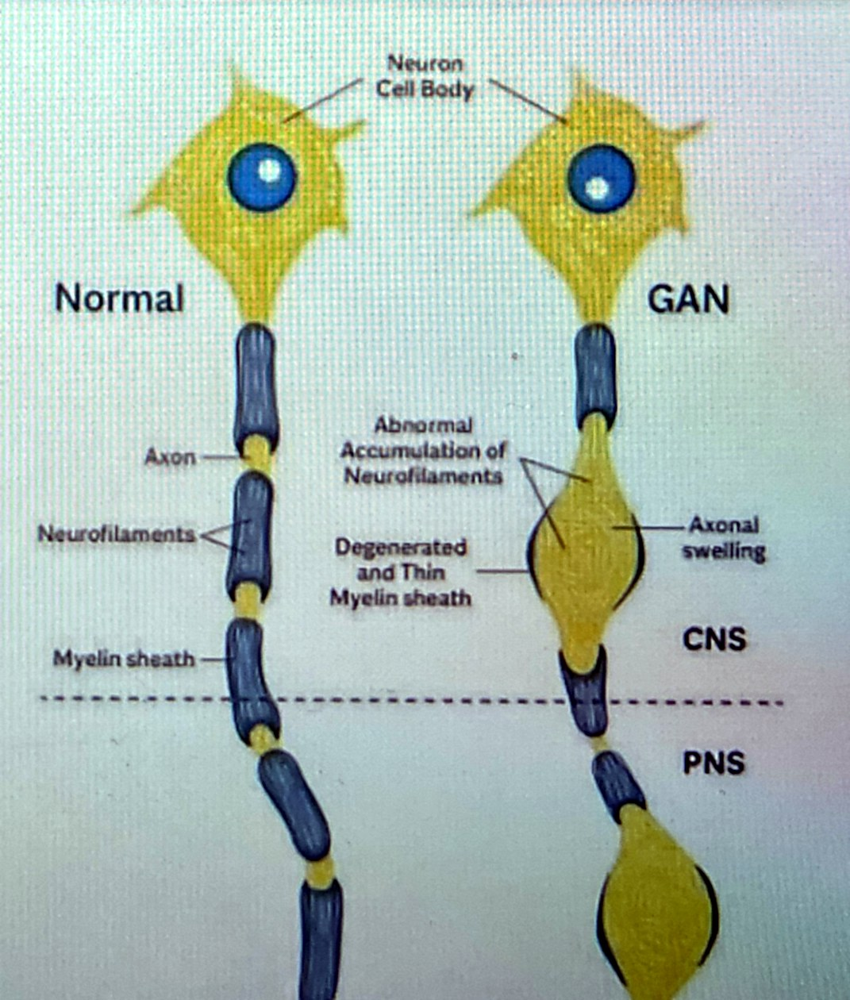 Neuron
Cell Body
Normal
GAN
Axon
Abnormal
Accumulation of
Neurofilaments
Neurofilaments
Degenerated
and Thin
Myelin sheath
Axonal
swelling
CNS
Myelin sheath
PNS